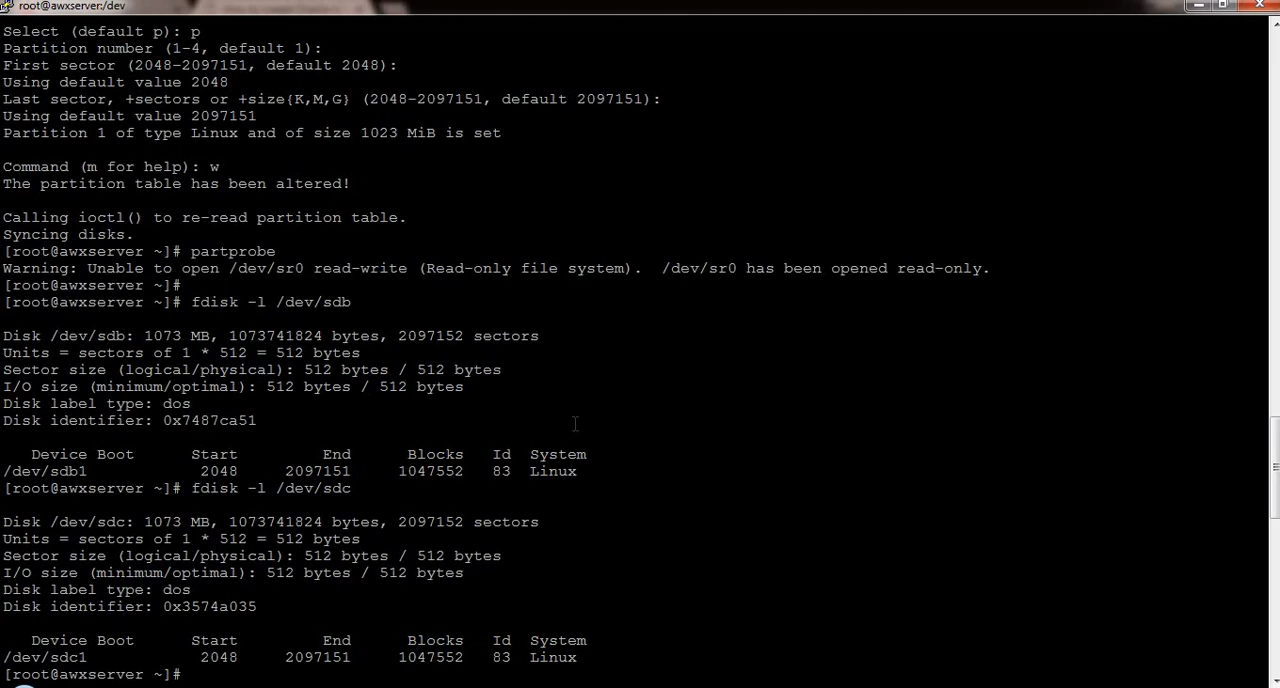 root@awxserver:/dev
Select (default p): p
Partition number (1-4, default 1):
First sector (2048-2097151, default 2048):
Using default value 2048
Last sector, +sectors or +size{K,M,G} (2048-2097151, default 2097151):
Using default value 2097151
Partition 1 of type Linux and of size 1023 MiB is set
Command (m for help): w
The partition table has been altered!
Calling ioctl() to re-read partition table.
Syncing disks.
[root@awxserver ~]# partprobe
Warning: Unable to open /dev/sr0 read-write (Read-only file system).  /dev/sr0 has been opened read-only.
[root@awxserver ~]#
[root@awxserver ~]# fdisk -l /dev/sdb
Disk /dev/sdb: 1073 MB, 1073741824 bytes, 2097152 sectors
Units = sectors of 1 * 512 = 512 bytes
Sector size (logical/physical): 512 bytes / 512 bytes
I/O size (minimum/optimal): 512 bytes / 512 bytes
Disk label type: dos
Disk identifier: 0x7487ca51
Device Boot      Start         End      Blocks   Id  System
/dev/sdb1            2048     2097151     1047552   83  Linux
[root@awxserver ~]# fdisk -l /dev/sdc
Disk /dev/sdc: 1073 MB, 1073741824 bytes, 2097152 sectors
Units = sectors of 1 * 512 = 512 bytes
Sector size (logical/physical): 512 bytes / 512 bytes
I/O size (minimum/optimal): 512 bytes / 512 bytes
Disk label type: dos
Disk identifier: 0x3574a035
Device Boot      Start         End      Blocks   Id  System
/dev/sdc1            2048     2097151     1047552   83  Linux
[root@awxserver ~]#